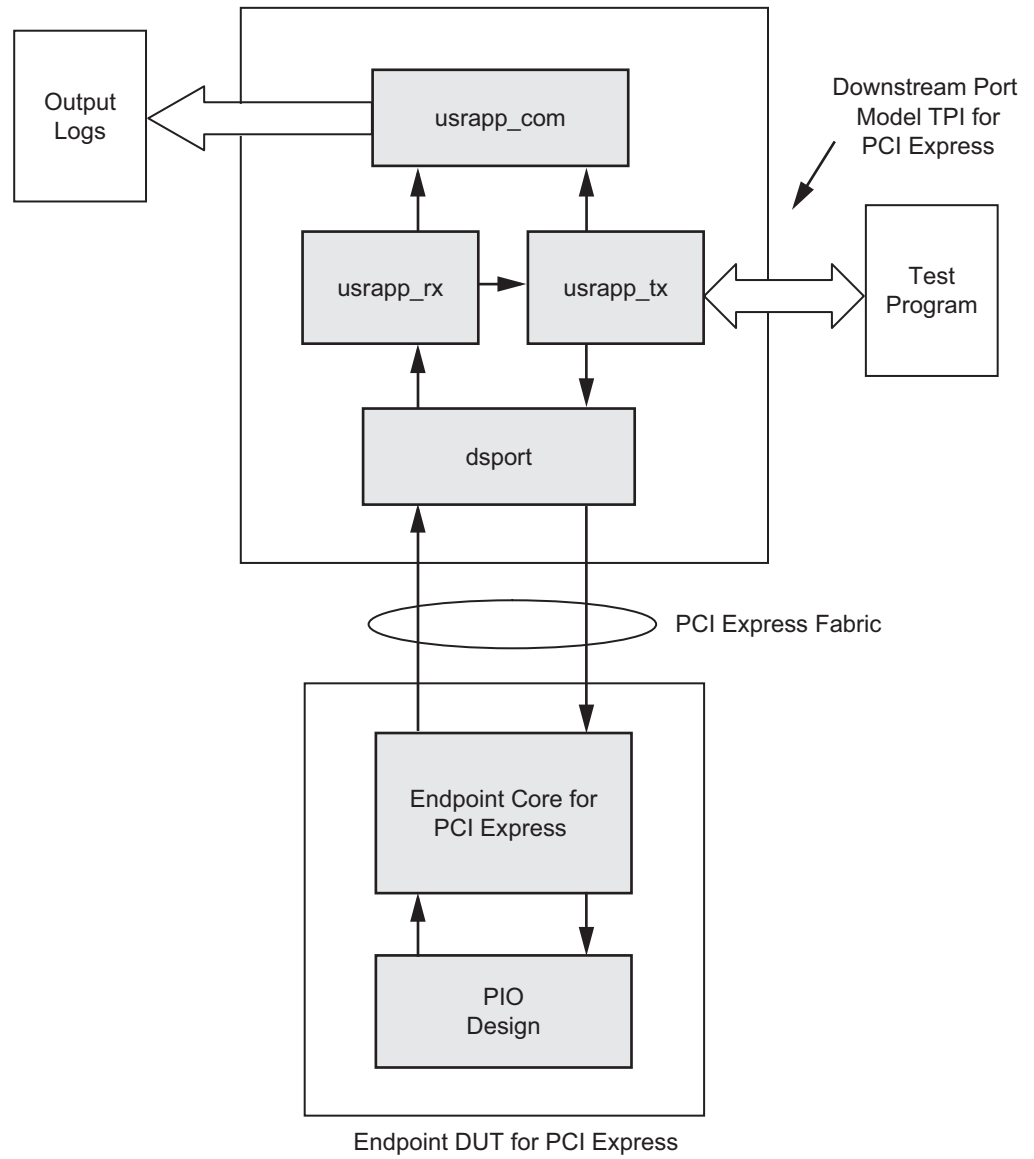 Output
Logs
usrapp_com
Downstream Port
Model TPI for
PCI Express
usrapp_rx
usrapp_tx
Test
Program
dsport
PCI Express Fabric
Endpoint Core for
PCI Express
PIO
Design
Endpoint DUT for PCI Express